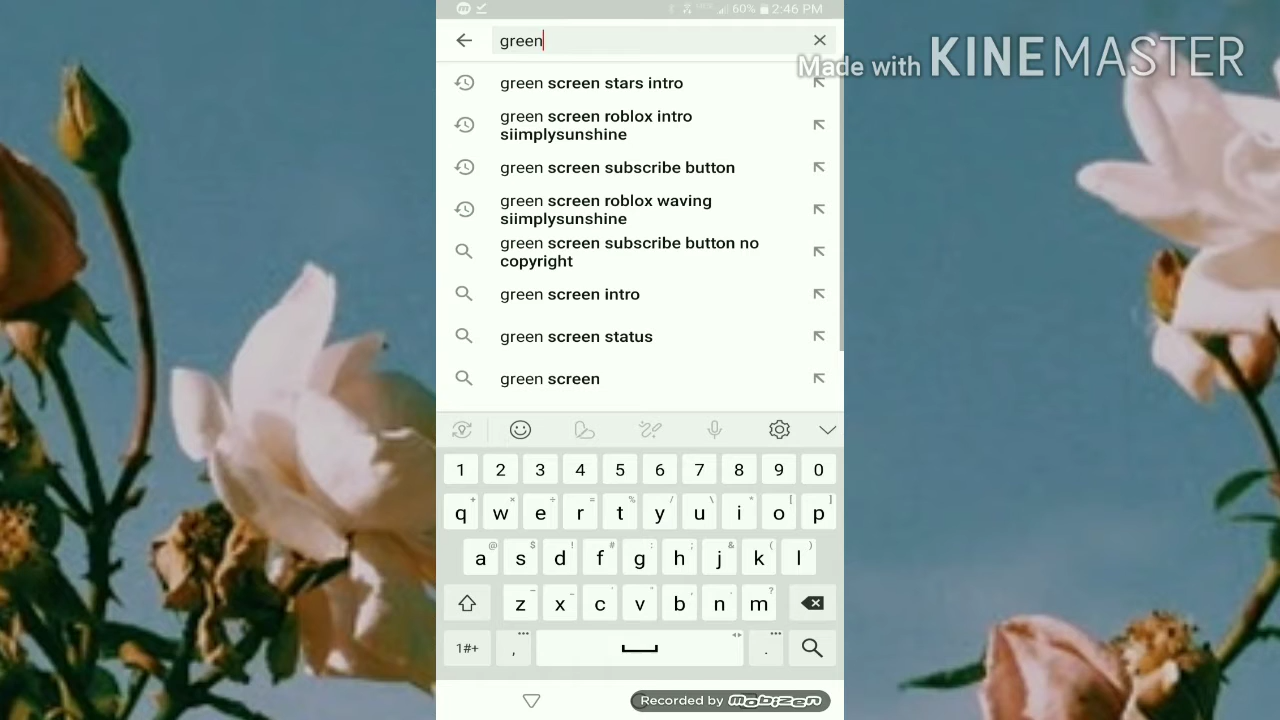 60% 2:46 PM
green
Made with KINEMASTER
green screen stars intro
green screen roblox intro
siimplysunshine
green screen subscribe button
green screen roblox waving
siimplysunshine
green screen subscribe button no
copyright
green screen intro
green screen status
green screen
1 2 3 4 5 6 7 8 9 0
q w e r t y u i o p
a s d f g h j k l
z x c v b n m
1#+ , .
Recorded by mobizen